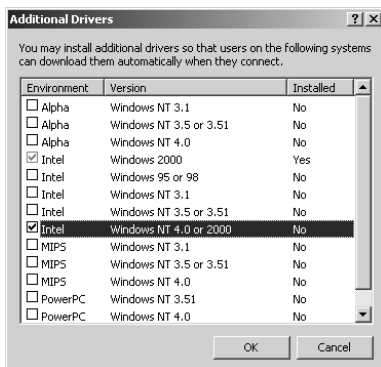 Additional Drivers
You may install additional drivers so that users on the following systems
can download them automatically when they connect.
Environment Version Installed
Alpha Windows NT 3.1 No
Alpha Windows NT 3.5 or 3.51 No
Alpha Windows NT 4.0 No
Intel Windows 2000 Yes
Intel Windows 95 or 98 No
Intel Windows NT 3.1 No
Intel Windows NT 3.5 or 3.51 No
Intel Windows NT 4.0 or 2000 No
MIPS Windows NT 3.1 No
MIPS Windows NT 3.5 or 3.51 No
MIPS Windows NT 4.0 No
PowerPC Windows NT 3.51 No
PowerPC Windows NT 4.0 No
OK Cancel